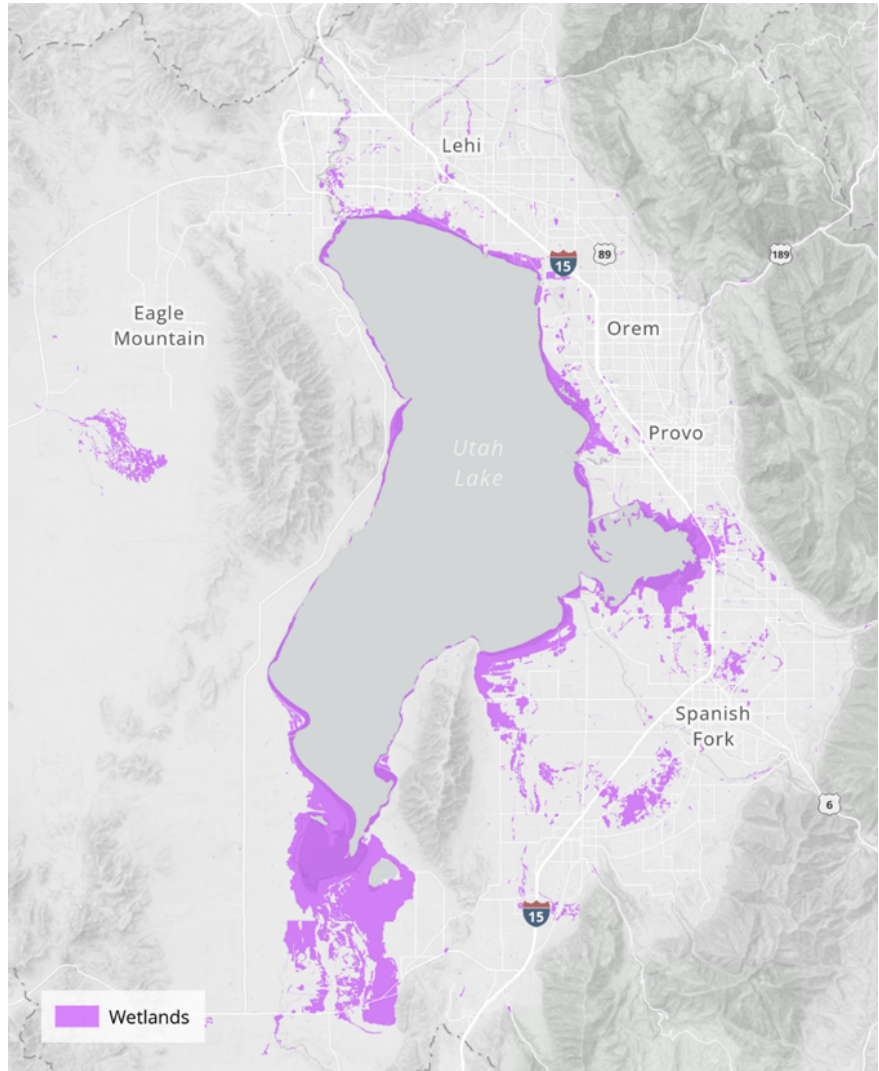 Lehi
89
15
189
Eagle
Mountain
Orem
Provo
Utah
Lake
Spanish
Fork
6
15
Wetlands